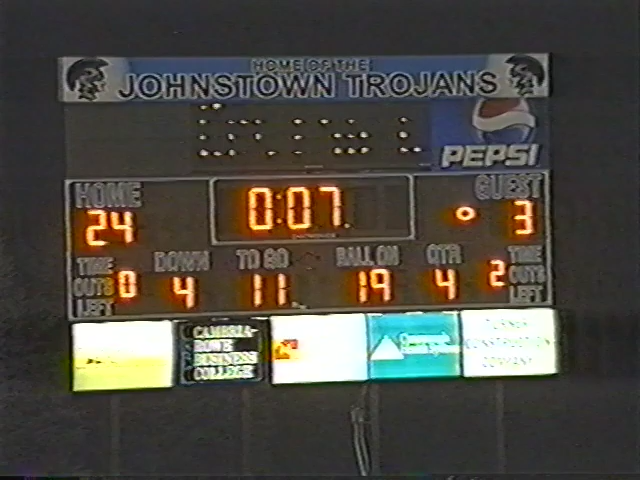 HOME OF THE
JOHNSTOWN TROJANS
PEPSI
HOME
GUEST
24
0:07
3
TIME OUTS LEFT 0
DOWN 4
TO GO 11
BALL ON 19
QTR 4
2 TIME OUTS LEFT
CAMBRIA-
ROWE
BUSINESS
COLLEGE
TURNER
CONSTRUCTION
COMPANY